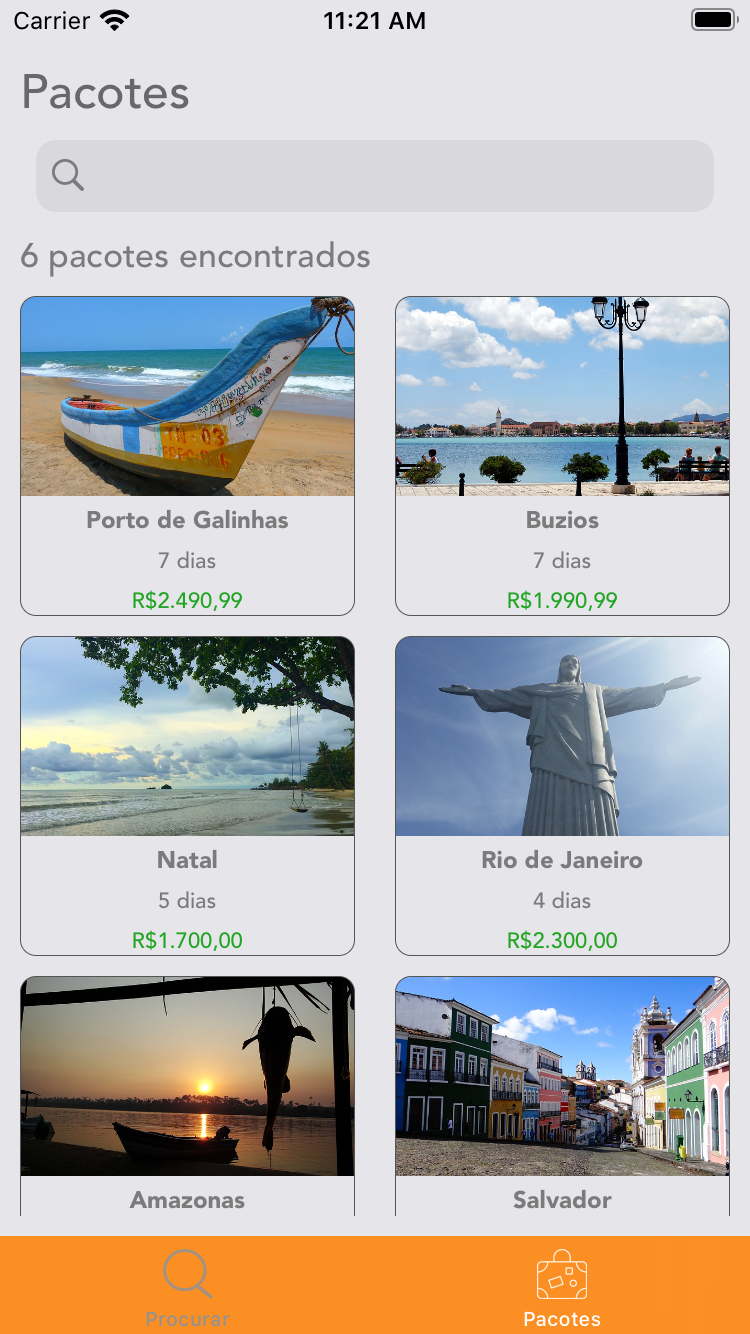 Carrier 11:21 AM
Pacotes
6 pacotes encontrados
Porto de Galinhas
7 dias
R$2.490,99
Buzios
7 dias
R$1.990,99
Natal
5 dias
R$1.700,00
Rio de Janeiro
4 dias
R$2.300,00
Amazonas
Salvador
Procurar
Pacotes